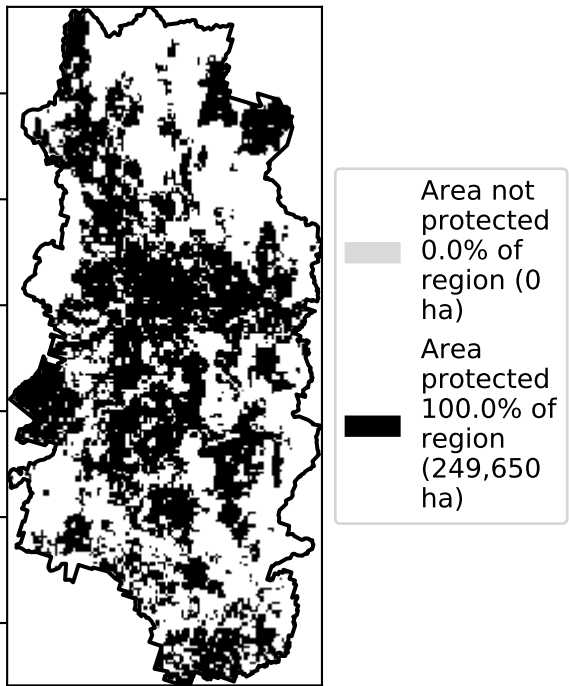 Area not
protected
0.0% of
region (0
ha)
Area
protected
100.0% of
region
(249,650
ha)